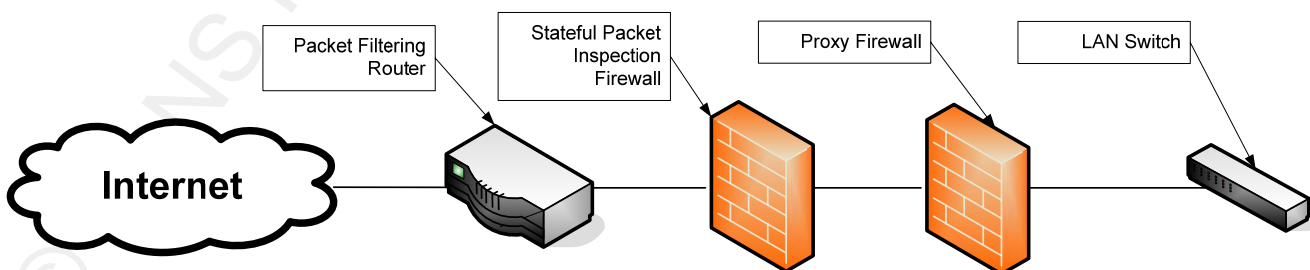 Packet Filtering
Router
Stateful Packet
Inspection
Firewall
Proxy Firewall
LAN Switch
Internet